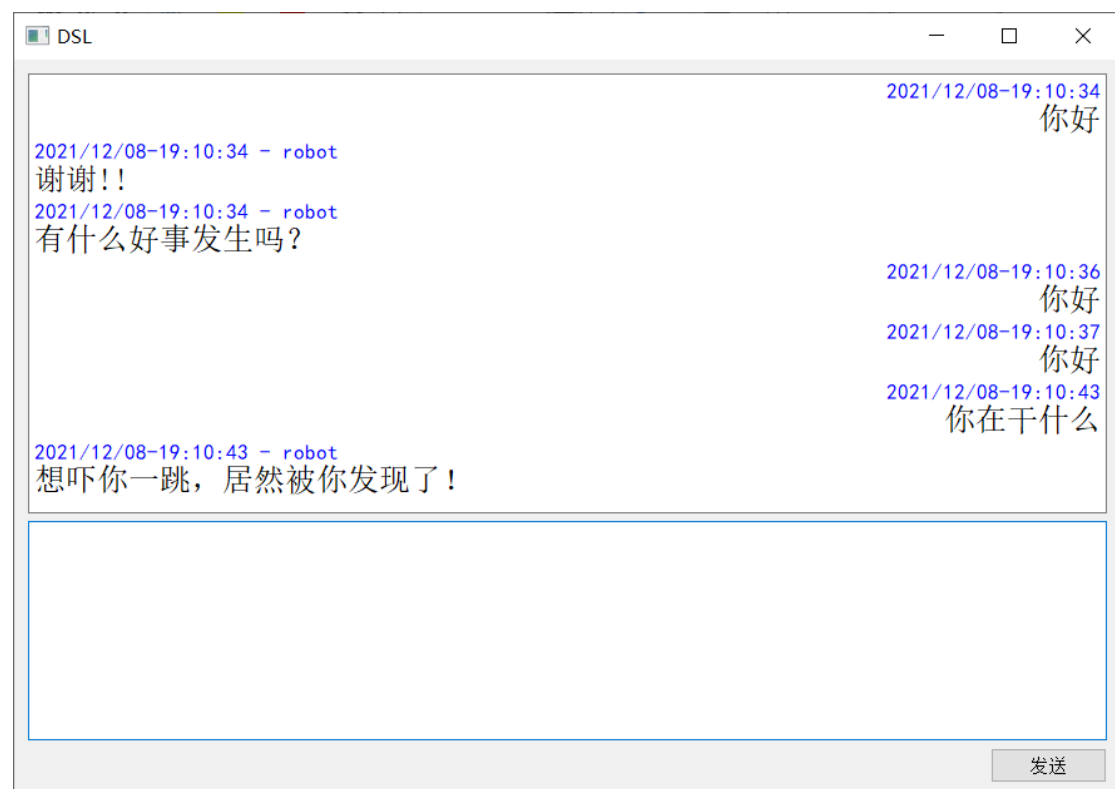 DSL
2021/12/08-19:10:34
你好
2021/12/08-19:10:34 - robot
谢谢!!
2021/12/08-19:10:34 - robot
有什么好事发生吗?
2021/12/08-19:10:36
你好
2021/12/08-19:10:37
你好
2021/12/08-19:10:43
你在干什么
2021/12/08-19:10:43 - robot
想吓你一跳，居然被你发现了!
发送